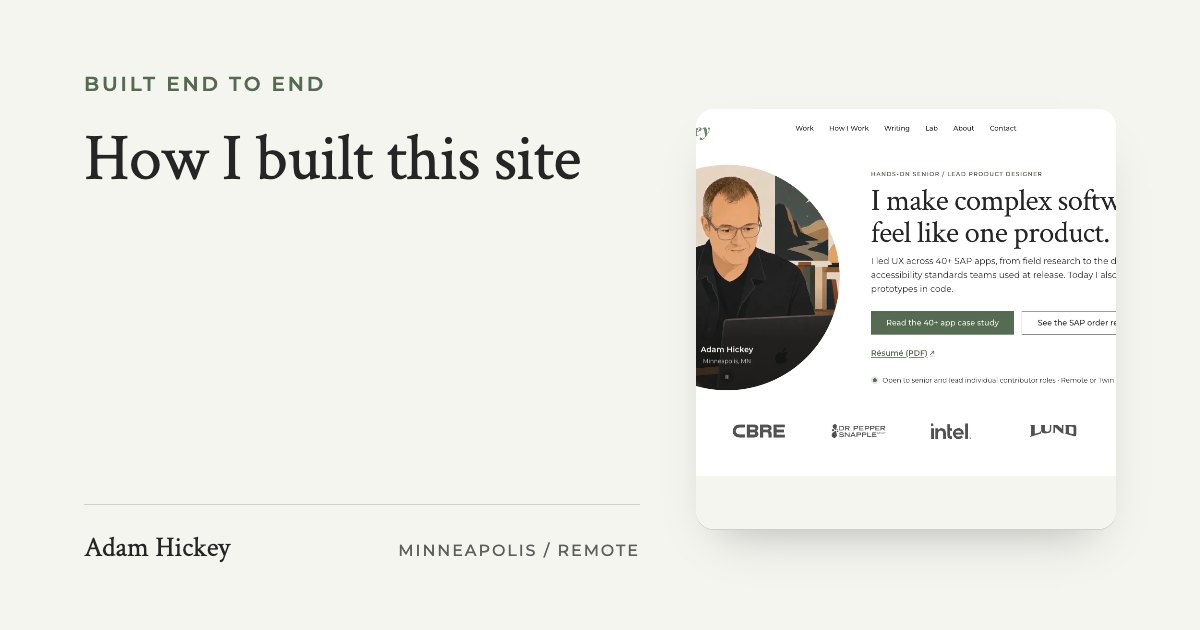 BUILT END TO END
How I built this site
Adam Hickey
MINNEAPOLIS / REMOTE
ey
Work How I Work Writing Lab About Contact
HANDS-ON SENIOR / LEAD PRODUCT DESIGNER
I make complex softw
feel like one product.
I led UX across 40+ SAP apps, from field research to the d
accessibility standards teams used at release. Today I also
prototypes in code.
Read the 40+ app case study See the SAP order re
Résumé (PDF) ↗
Open to senior and lead individual contributor roles · Remote or Twin
Adam Hickey
Minneapolis, MN
CBRE DR PEPPER SNAPPLE intel. LUND